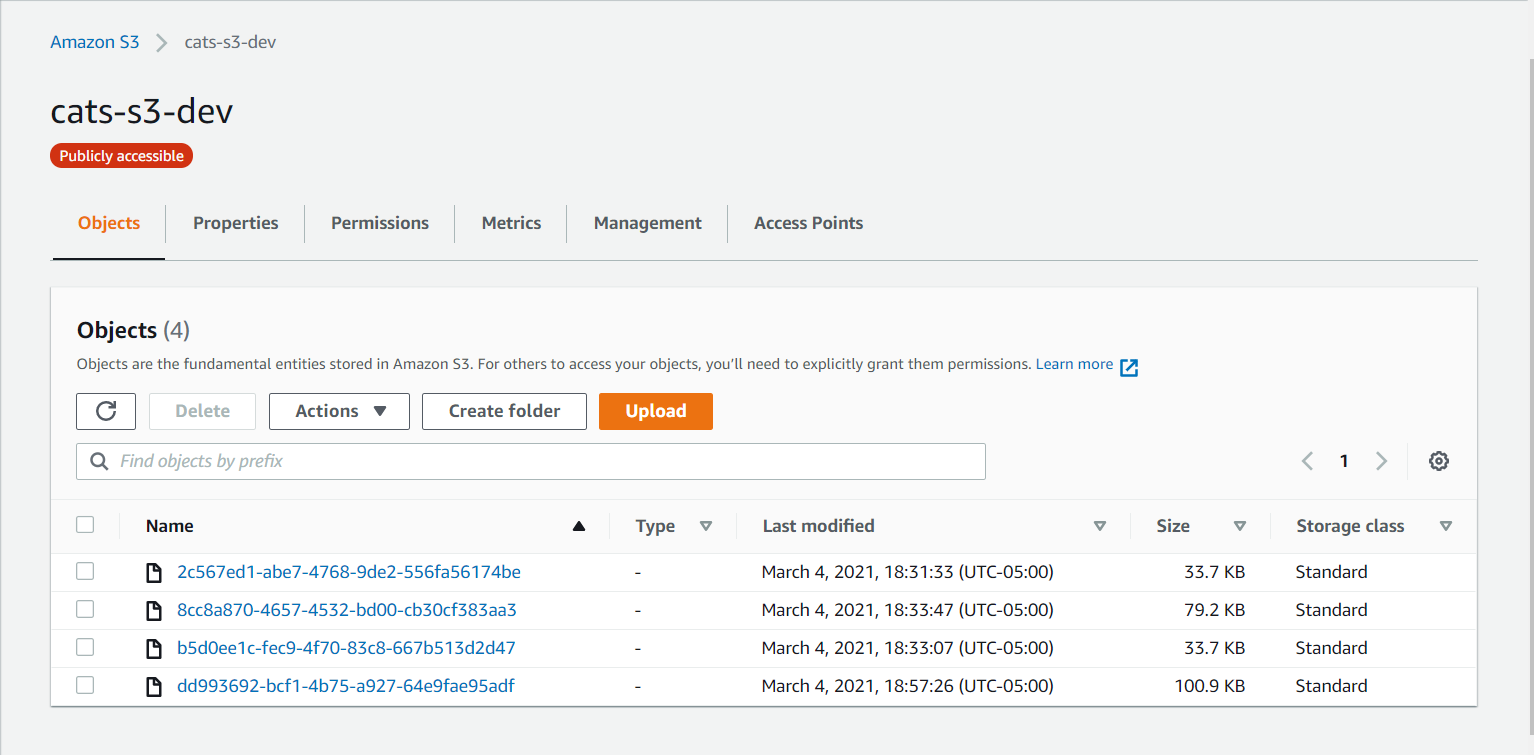 Amazon S3 cats-s3-dev
cats-s3-dev
Publicly accessible
Objects Properties Permissions Metrics Management Access Points
Objects (4)
Objects are the fundamental entities stored in Amazon S3. For others to access your objects, you’ll need to explicitly grant them permissions. Learn more
Delete Actions Create folder Upload
Find objects by prefix 1
Name Type Last modified Size Storage class
2c567ed1-abe7-4768-9de2-556fa56174be - March 4, 2021, 18:31:33 (UTC-05:00) 33.7 KB Standard
8cc8a870-4657-4532-bd00-cb30cf383aa3 - March 4, 2021, 18:33:47 (UTC-05:00) 79.2 KB Standard
b5d0ee1c-fec9-4f70-83c8-667b513d2d47 - March 4, 2021, 18:33:07 (UTC-05:00) 33.7 KB Standard
dd993692-bcf1-4b75-a927-64e9fae95adf - March 4, 2021, 18:57:26 (UTC-05:00) 100.9 KB Standard